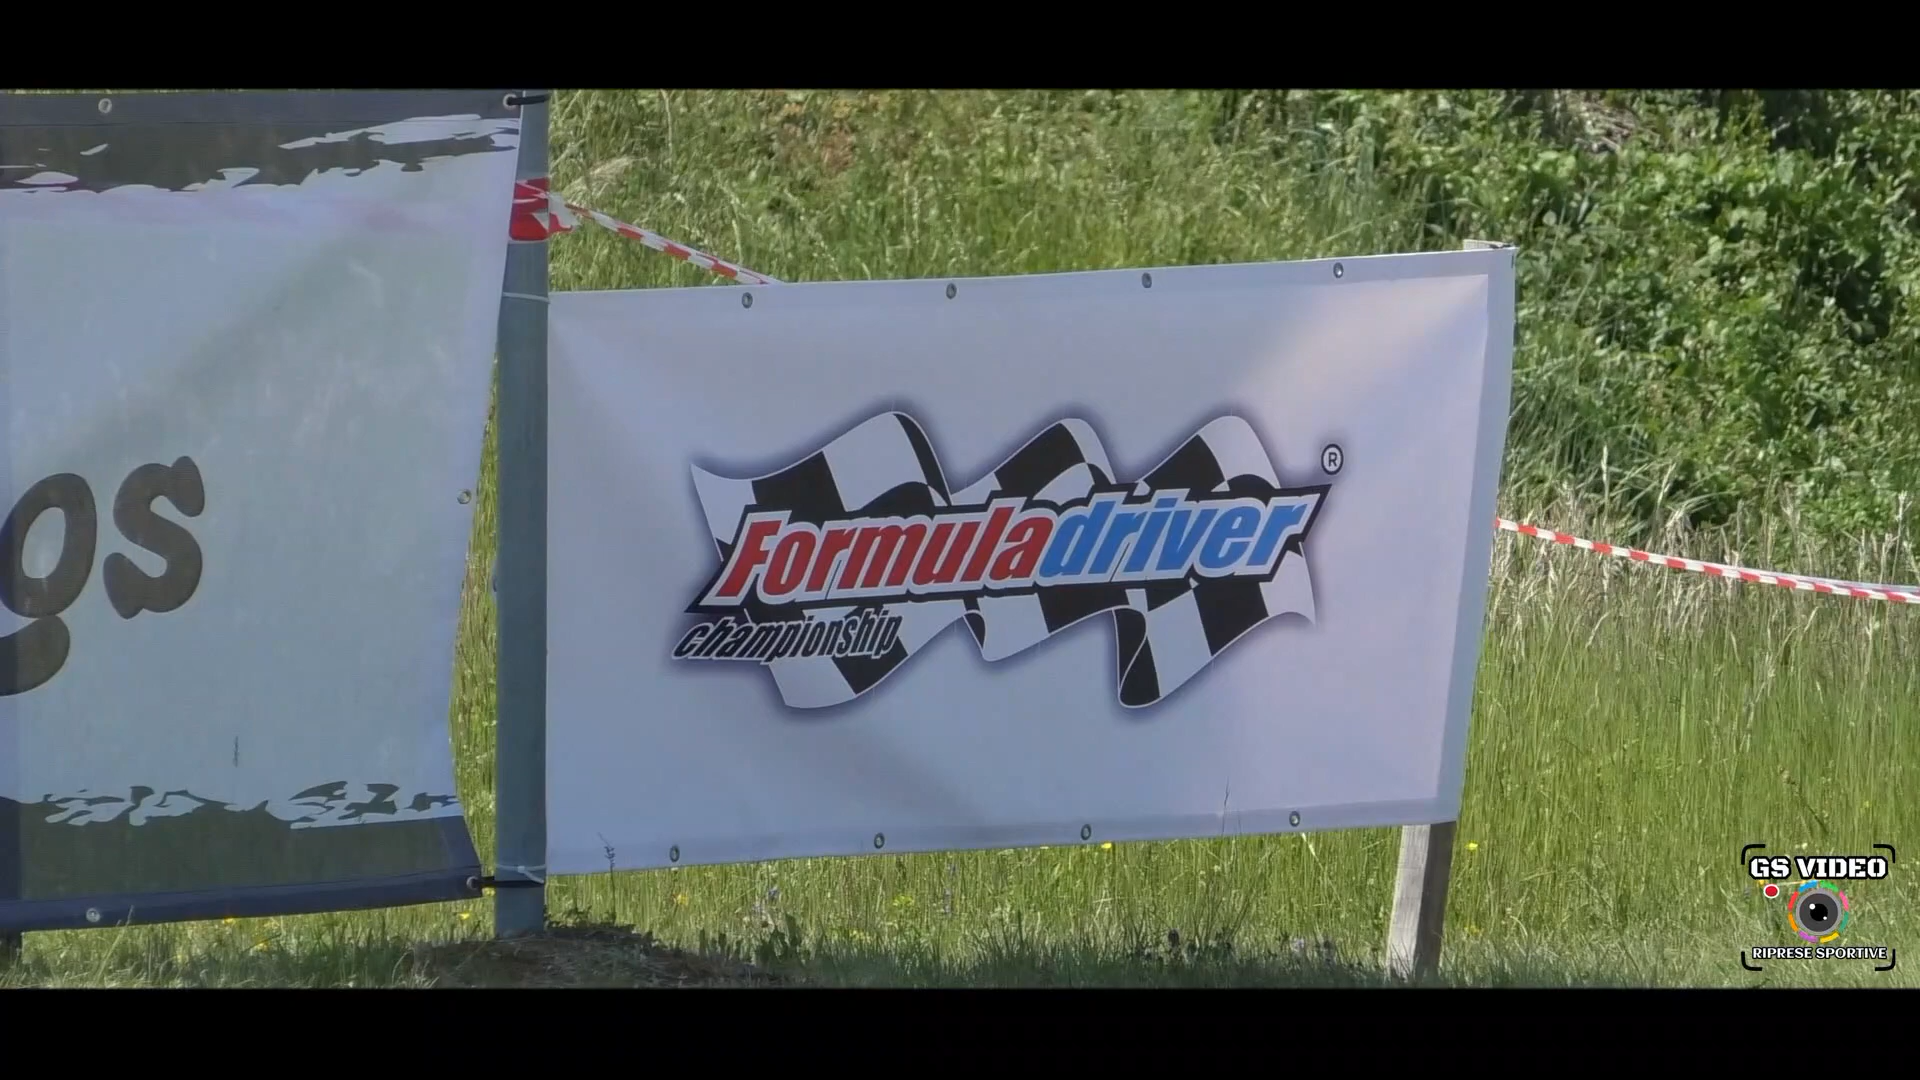 gs
Formuladriver ®
championship
GS VIDEO
RIPRESE SPORTIVE